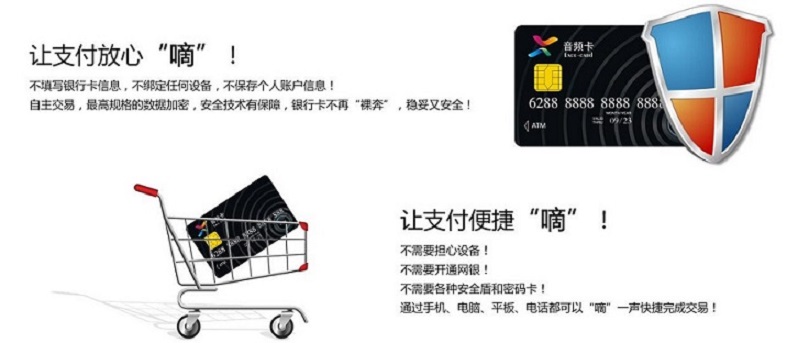 让支付放心“嘀”！
不填写银行卡信息，不绑定任何设备，不保存个人账户信息！
自主交易，最高规格的数据加密，安全技术有保障，银行卡不再“裸奔”，稳妥又安全！
音频卡
6288 8888 8888 888
09/23
ATM
音频卡
让支付便捷“嘀”！
不需要担心设备！
不需要开通网银！
不需要各种安全盾和密码卡！
通过手机、电脑、平板、电话都可以“嘀”一声快捷完成交易！